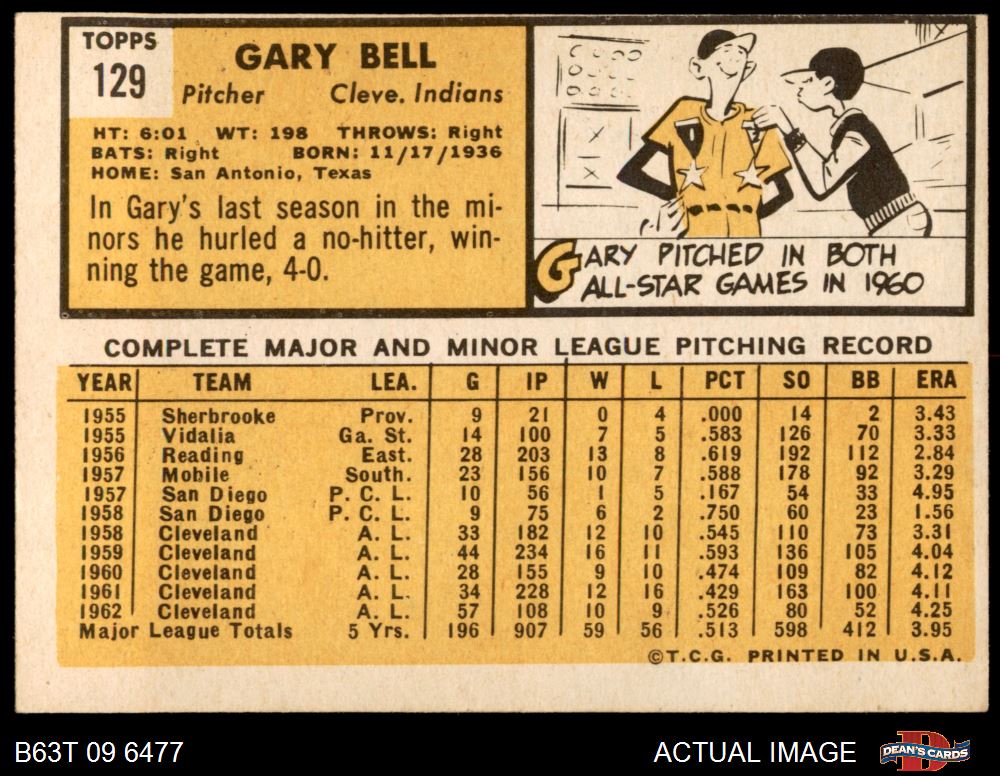 TOPPS
129
GARY BELL
Pitcher Cleve. Indians
HT: 6:01 WT: 198 THROWS: Right
BATS: Right BORN: 11/17/1936
HOME: San Antonio, Texas
In Gary's last season in the mi-
nors he hurled a no-hitter, win-
ning the game, 4-0.
GARY PITCHED IN BOTH
ALL-STAR GAMES IN 1960
COMPLETE MAJOR AND MINOR LEAGUE PITCHING RECORD
YEAR TEAM LEA. G IP W L PCT SO BB ERA
1955 Sherbrooke Prov. 9 21 0 4 .000 14 2 3.43
1955 Vidalia Ga. St. 14 100 7 5 .583 126 70 3.33
1956 Reading East. 28 203 13 8 .619 192 112 2.84
1957 Mobile South. 23 156 10 7 .588 178 92 3.29
1957 San Diego P. C. L. 10 56 1 5 .167 54 33 4.95
1958 San Diego P. C. L. 9 75 6 2 .750 60 23 1.56
1958 Cleveland A. L. 33 182 12 10 .545 110 73 3.31
1959 Cleveland A. L. 44 234 16 11 .593 136 105 4.04
1960 Cleveland A. L. 28 155 9 10 .474 109 82 4.12
1961 Cleveland A. L. 34 228 12 16 .429 163 100 4.11
1962 Cleveland A. L. 57 108 10 9 .526 80 52 4.25
Major League Totals 5 Yrs. 196 907 59 56 .513 598 412 3.95
©T.C.G. PRINTED IN U.S.A.
B63T 09 6477 ACTUAL IMAGE DEAN'S CARDS